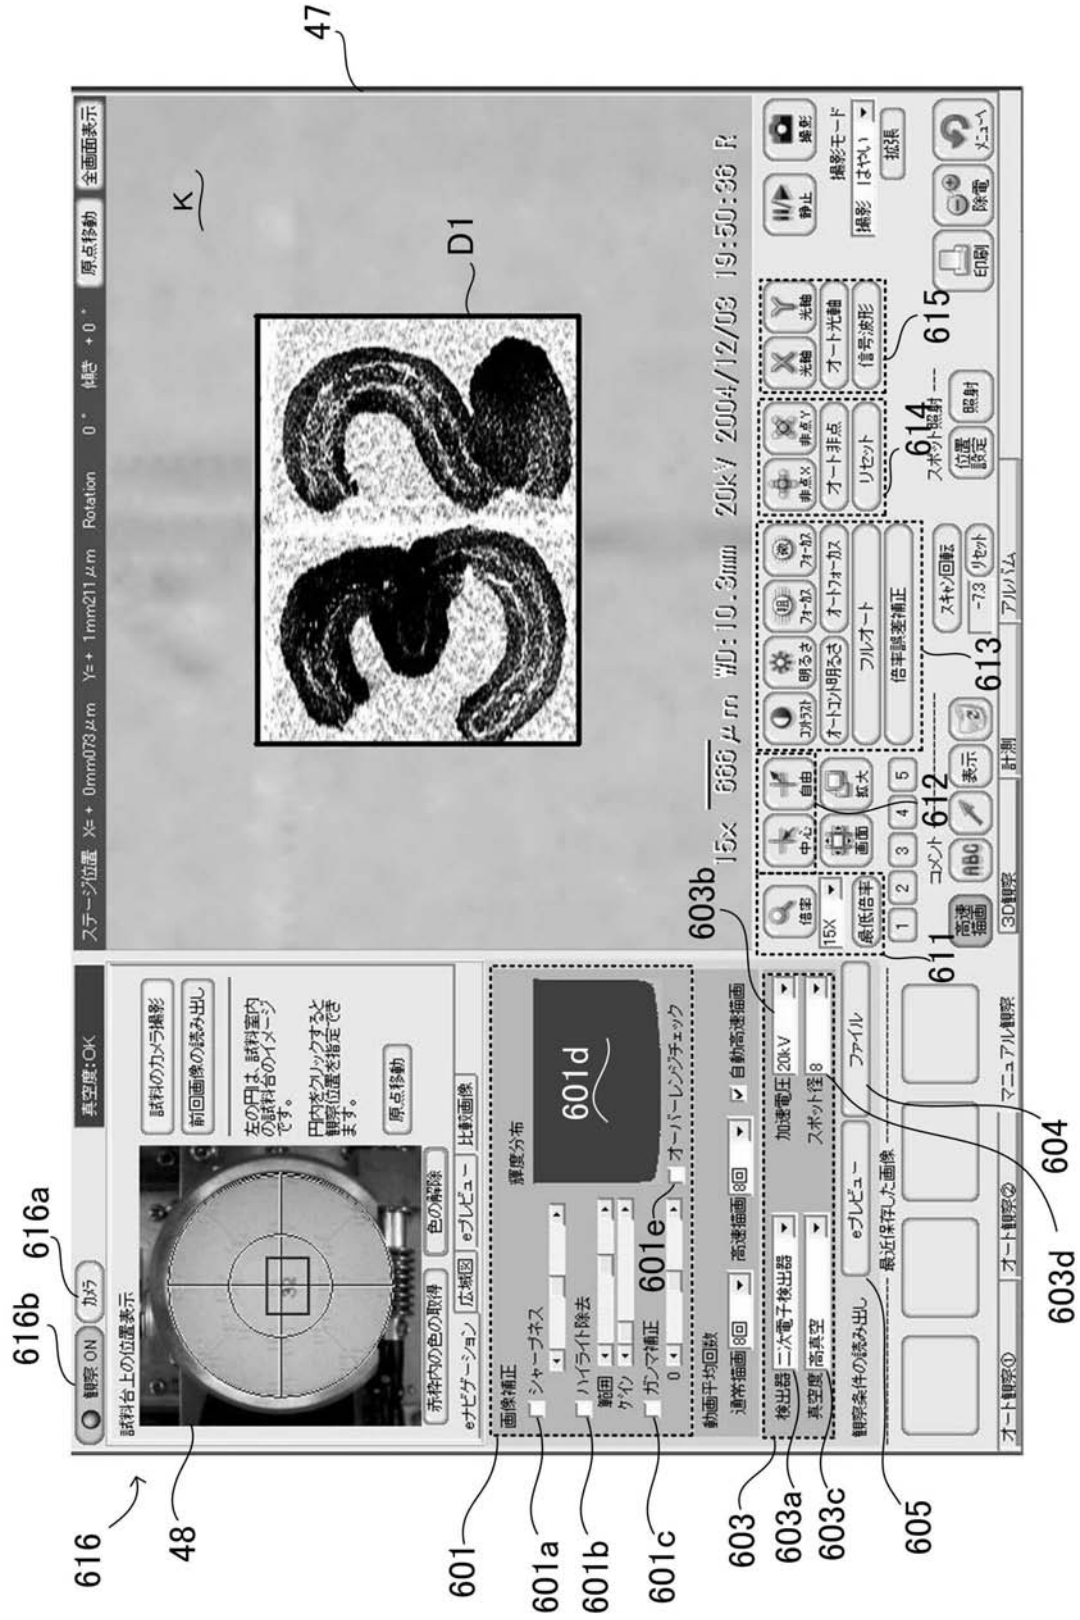 616
616b
616a
観察 ON
カメラ
真空度:OK
ステージ位置 X=+ 0mm073μm Y=+ 1mm211μm Rotation 0° 傾き +0°
原点移動
全画面表示
試料台上の位置表示
48
試料のカメラ撮影
前回画像の読み出し
左の円は、試料室内
の試料台のイメージ
です。
円内をクリックすると
観察位置を指定でき
ます。
原点移動
赤枠内の色の取得
色の解除
eナビゲーション
広域図
eプレビュー
比較画像
K
D1
32
47
601
画像補正
601a
シャープネス
601b
ハイライト除去
範囲
ゲイン
601c
ガンマ補正
0
輝度分布
601d
601e
オーバーレンジチェック
動画平均回数
通常描画 8回
高速描画 8回
自動高速描画
603
603a
検出器 二次電子検出器
加速電圧 20kV
603b
603c
真空度 高真空
スポット径 8
603d
605
観察条件の読み出し
eプレビュー
ファイル
604
最近保存した画像
15X 666μm WD:10.3mm 20kV 2004/12/03 19:50:36 R
倍率
15X
最低倍率
611
中心
自由
画面
拡大
612
コントラスト
明るさ
粗
フォーカス
微
フォーカス
オートコント明るさ
オートフォーカス
フルオート
倍率誤差補正
613
非点X
非点Y
オート非点
リセット
614
光軸
光軸
オート光軸
信号波形
615
静止
撮影
撮影モード
撮影 はやい
拡張
1
2
3
4
5
高速
描画
コメント
ABC
表示
スキャン回転
-7.3
リセット
スポット照射
位置
設定
照射
印刷
除電
メニューへ
オート観察①
オート観察②
マニュアル観察
3D観察
計測
アルバム